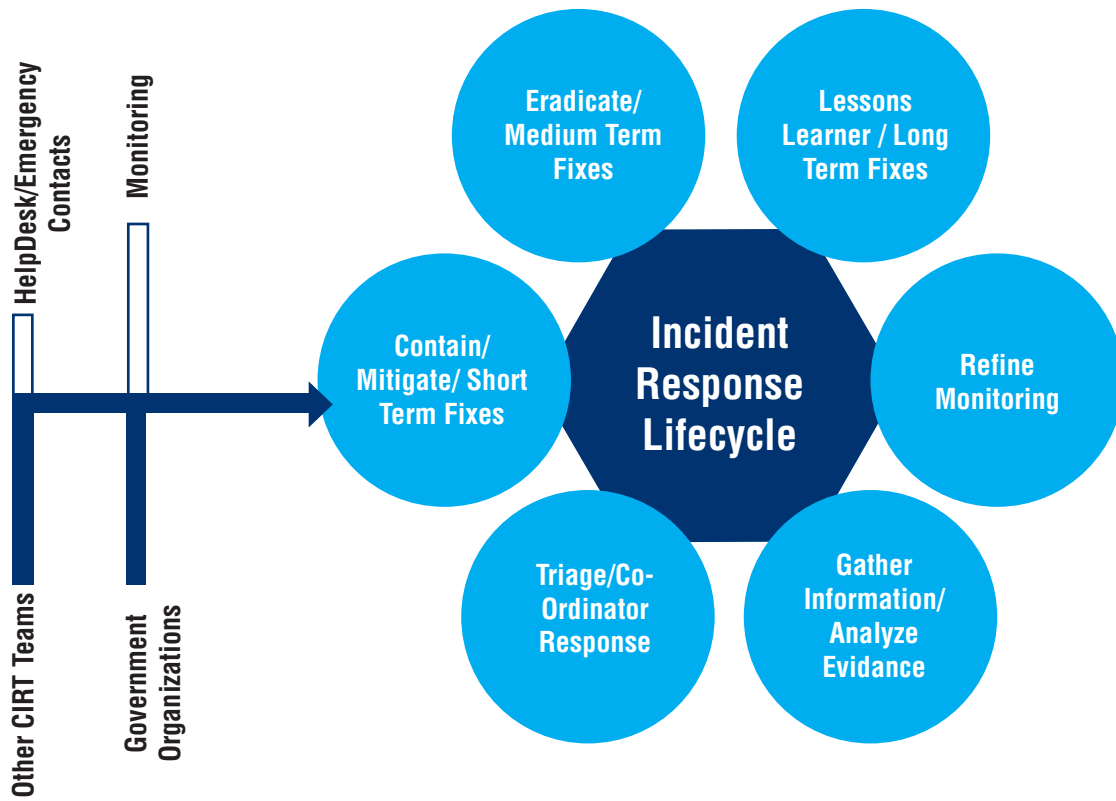 HelpDesk/Emergency
Contacts
Monitoring
Other CIRT Teams
Government
Organizations
Eradicate/
Medium Term
Fixes
Lessons
Learner / Long
Term Fixes
Contain/
Mitigate/ Short
Term Fixes
Incident
Response
Lifecycle
Refine
Monitoring
Triage/Co-
Ordinator
Response
Gather
Information/
Analyze
Evidance